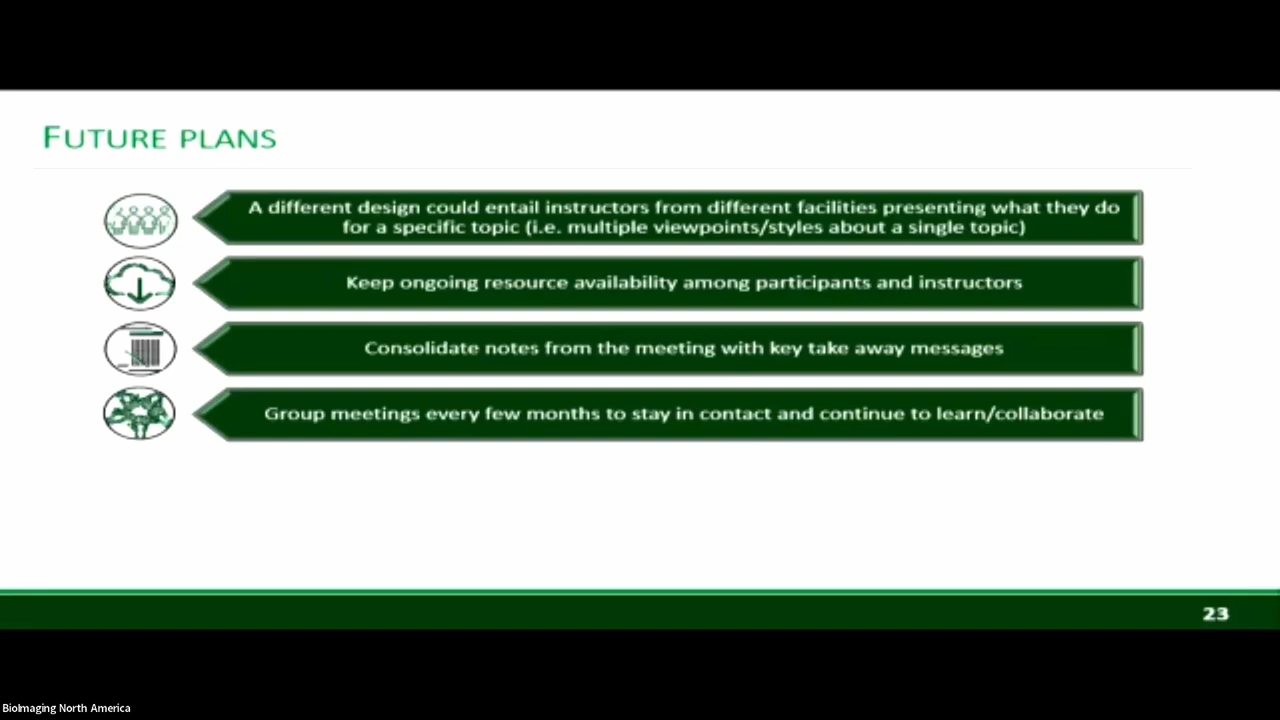 FUTURE PLANS
A different design could entail instructors from different facilities presenting what they do
for a specific topic (i.e. multiple viewpoints/styles about a single topic)
Keep ongoing resource availability among participants and instructors
Consolidate notes from the meeting with key take away messages
Group meetings every few months to stay in contact and continue to learn/collaborate
23
BioImaging North America